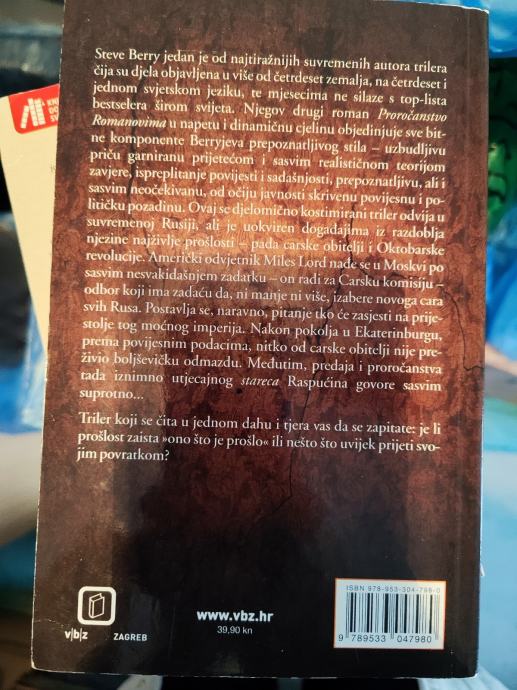 Steve Berry jedan je od najtiražnijih suvremenih autora trilera
čija su djela objavljena u više od četrdeset zemalja, na četrdeset i
jednom svjetskom jeziku, te mjesecima ne silaze s top-lista
bestselera širom svijeta. Njegov drugi roman Proročanstvo
Romanovima u napetu i dinamičnu cjelinu objedinjuje sve bit-
ne komponente Berryjeva prepoznatljivog stila – uzbudljivu
priču garniranu prijetećom i sasvim realističnom teorijom
zavjere, ispreplitanje povijesti i sadašnjosti, prepoznatljivu, ali i
sasvim neočekivanu, od očiju javnosti skrivenu povijesnu i po-
litičku pozadinu. Ovaj se djelomično kostimirani triler odvija u
suvremenoj Rusiji, ali je uokviren događajima iz razdoblja
njezine najživlje prošlosti – pada carske obitelji i Oktobarske
revolucije. Američki odvjetnik Miles Lord nađe se u Moskvi po
sasvim nesvakidašnjem zadatku – on radi za Carsku komisiju –
odbor koji ima zadaću da, ni manje ni više, izabere novoga cara
svih Rusa. Postavlja se, naravno, pitanje tko će zasjesti na prije-
stolje tog moćnog imperija. Nakon pokolja u Ekaterinburgu,
prema povijesnim podacima, nitko od carske obitelji nije pre-
živio boljševičku odmazdu. Međutim, predaja i proročanstva
tada iznimno utjecajnog stareca Raspućina govore sasvim
suprotno...
Triler koji se čita u jednom dahu i tjera vas da se zapitate: je li
prošlost zaista »ono što je prošlo« ili nešto što uvijek prijeti svo-
jim povratkom?
v|b|z
ZAGREB
www.vbz.hr
39,90 kn
ISBN 978-953-304-798-0
9 789533 047980